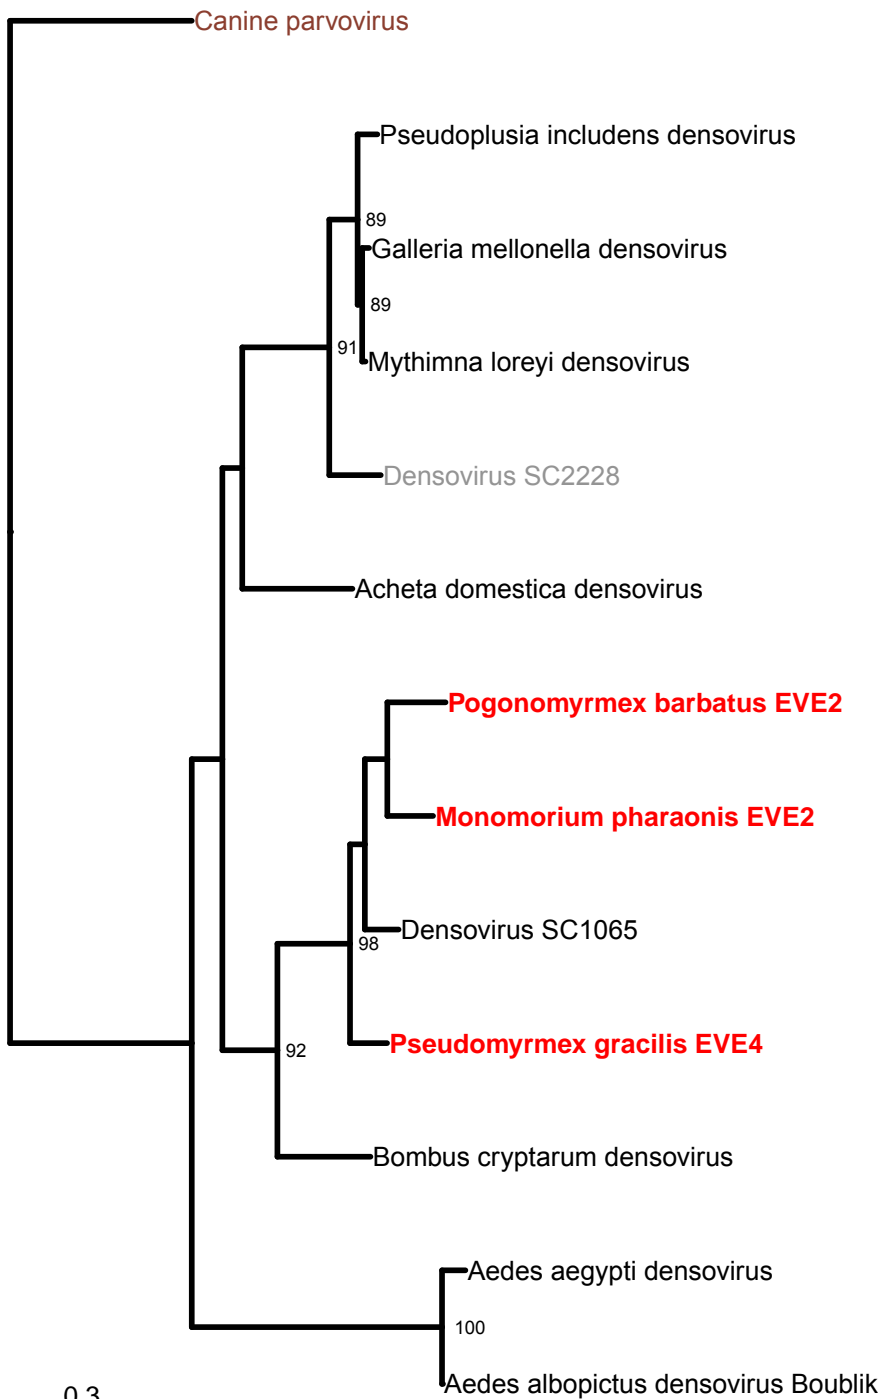 Canine parvovirus
Pseudoplusia includens densovirus
89
Galleria mellonella densovirus
89
91
Mythimna loreyi densovirus
Densovirus SC2228
Acheta domestica densovirus
Pogonomyrmex barbatus EVE2
Monomorium pharaonis EVE2
Densovirus SC1065
98
Pseudomyrmex gracilis EVE4
92
Bombus cryptarum densovirus
Aedes aegypti densovirus
100
Aedes albopictus densovirus Boublik
0.3